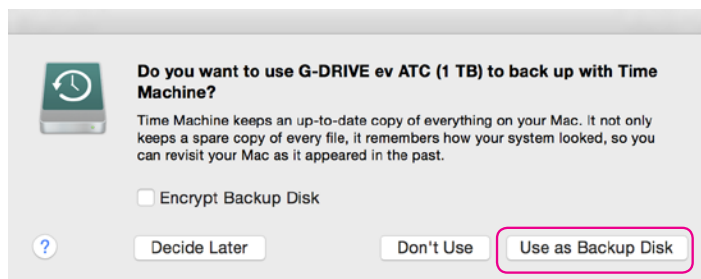 Do you want to use G-DRIVE ev ATC (1 TB) to back up with Time
Machine?
Time Machine keeps an up-to-date copy of everything on your Mac. It not only
keeps a spare copy of every file, it remembers how your system looked, so you
can revisit your Mac as it appeared in the past.
Encrypt Backup Disk
? Decide Later Don't Use Use as Backup Disk